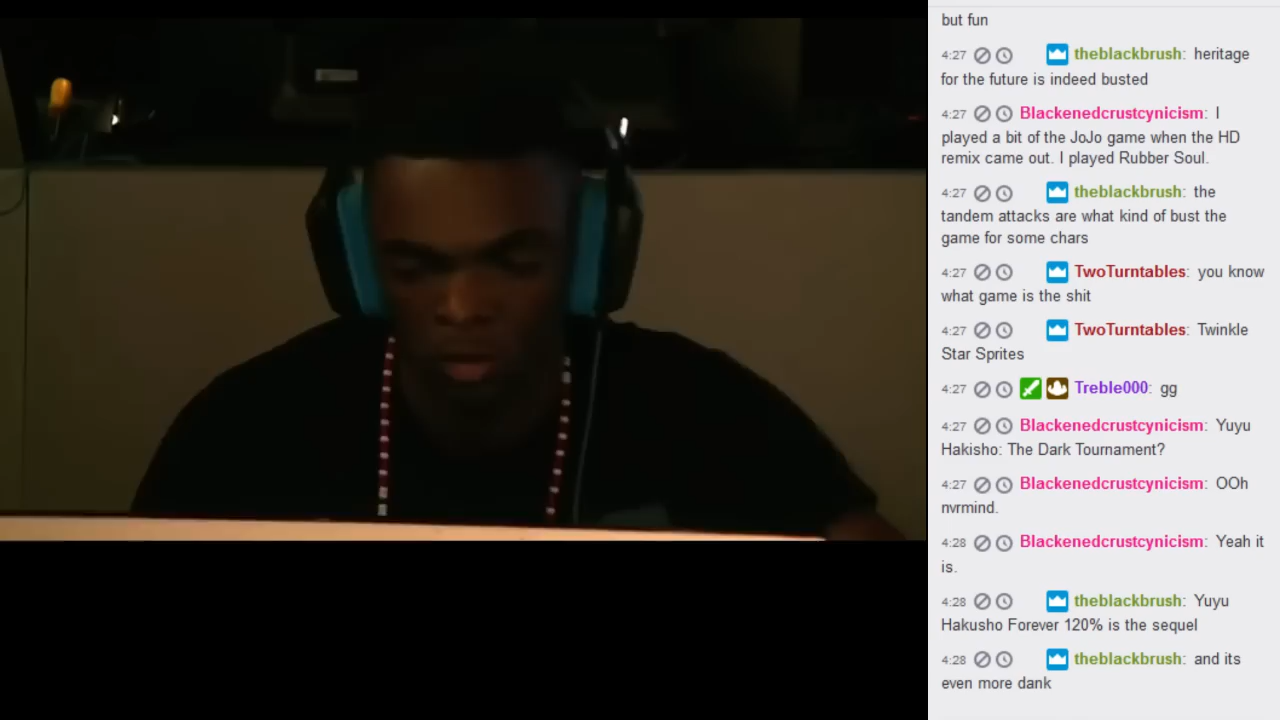 but fun
4:27 theblackbrush: heritage
for the future is indeed busted
4:27 Blackenedcrustcynicism: I
played a bit of the JoJo game when the HD
remix came out. I played Rubber Soul.
4:27 theblackbrush: the
tandem attacks are what kind of bust the
game for some chars
4:27 TwoTurntables: you know
what game is the shit
4:27 TwoTurntables: Twinkle
Star Sprites
4:27 Treble000: gg
4:27 Blackenedcrustcynicism: Yuyu
Hakisho: The Dark Tournament?
4:27 Blackenedcrustcynicism: OOh
nvrmind.
4:28 Blackenedcrustcynicism: Yeah it
is.
4:28 theblackbrush: Yuyu
Hakusho Forever 120% is the sequel
4:28 theblackbrush: and its
even more dank